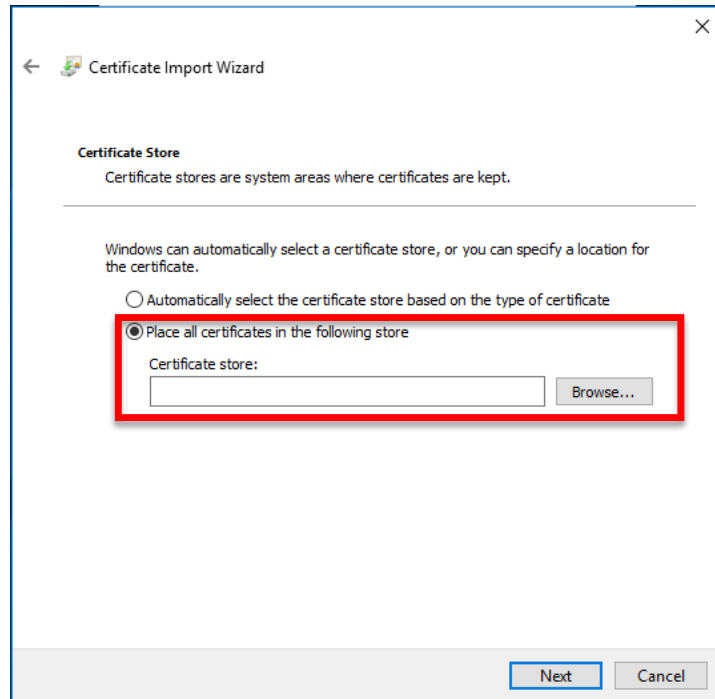 Certificate Import Wizard
Certificate Store
Certificate stores are system areas where certificates are kept.
Windows can automatically select a certificate store, or you can specify a location for
the certificate.
Automatically select the certificate store based on the type of certificate
Place all certificates in the following store
Certificate store:
Browse...
Next
Cancel